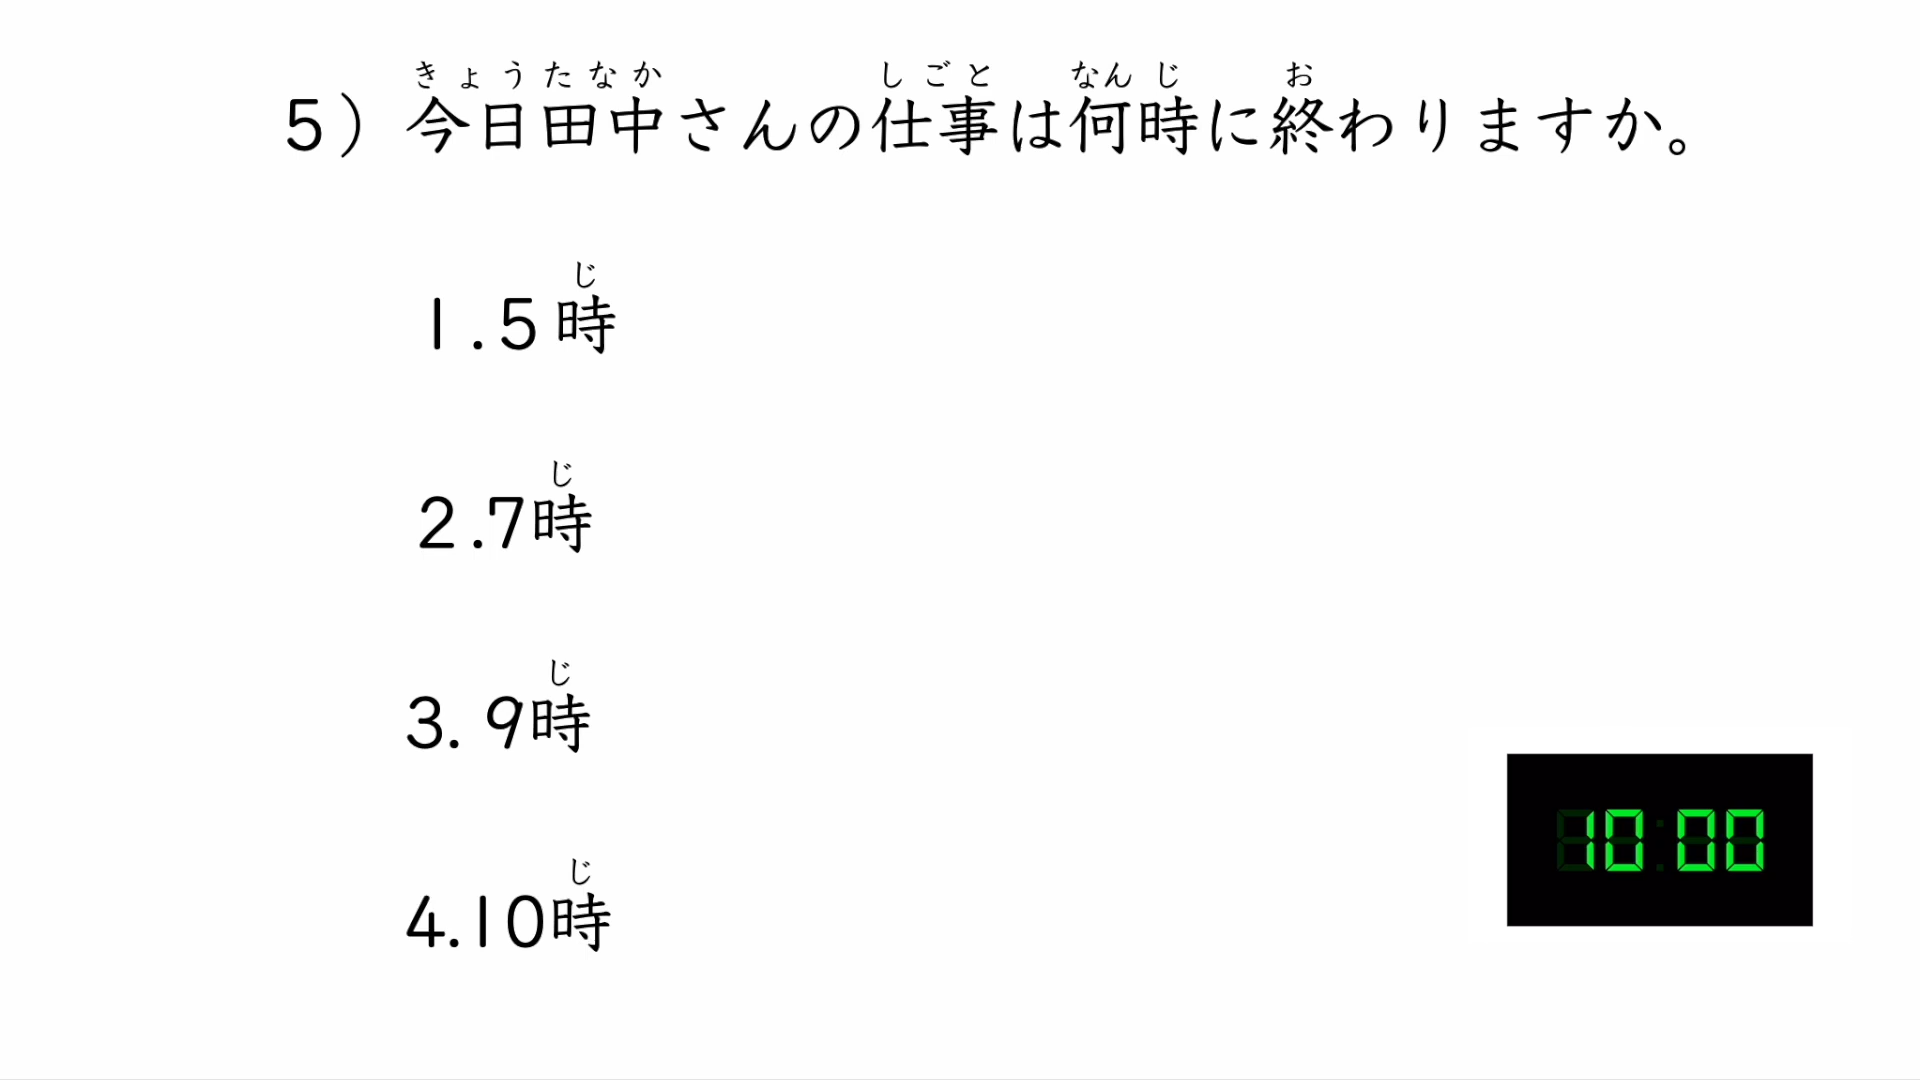 きょうたなか しごと なんじ お
5）今日田中さんの仕事は何時に終わりますか。
じ
1.5時
じ
2.7時
じ
3. 9時
じ
4.10時
10:00